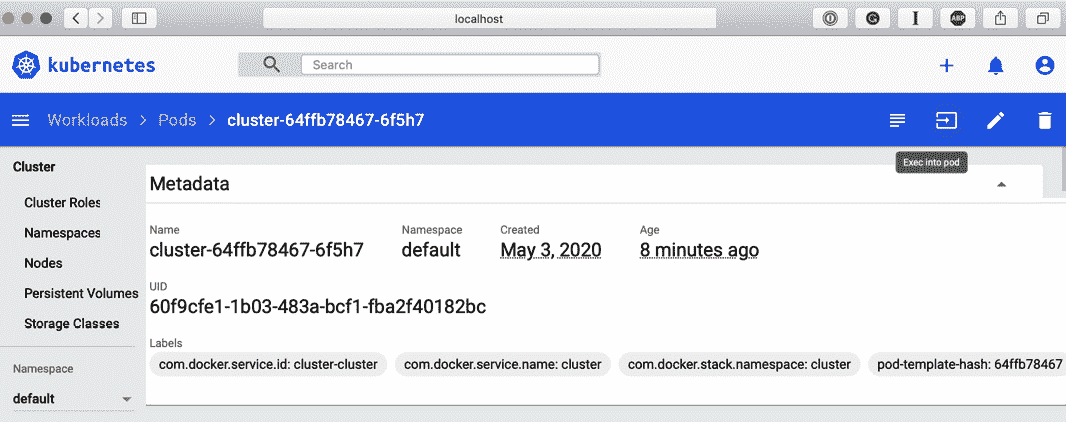 localhost
ABP
kubernetes
Search
Workloads > Pods > cluster-64ffb78467-6f5h7
Exec into pod
Cluster
Cluster Roles
Namespaces
Nodes
Persistent Volumes
Storage Classes
Namespace
default
Metadata
Name
cluster-64ffb78467-6f5h7
Namespace
default
Created
May 3, 2020
Age
8 minutes ago
UID
60f9cfe1-1b03-483a-bcf1-fba2f40182bc
Labels
com.docker.service.id: cluster-cluster
com.docker.service.name: cluster
com.docker.stack.namespace: cluster
pod-template-hash: 64ffb78467